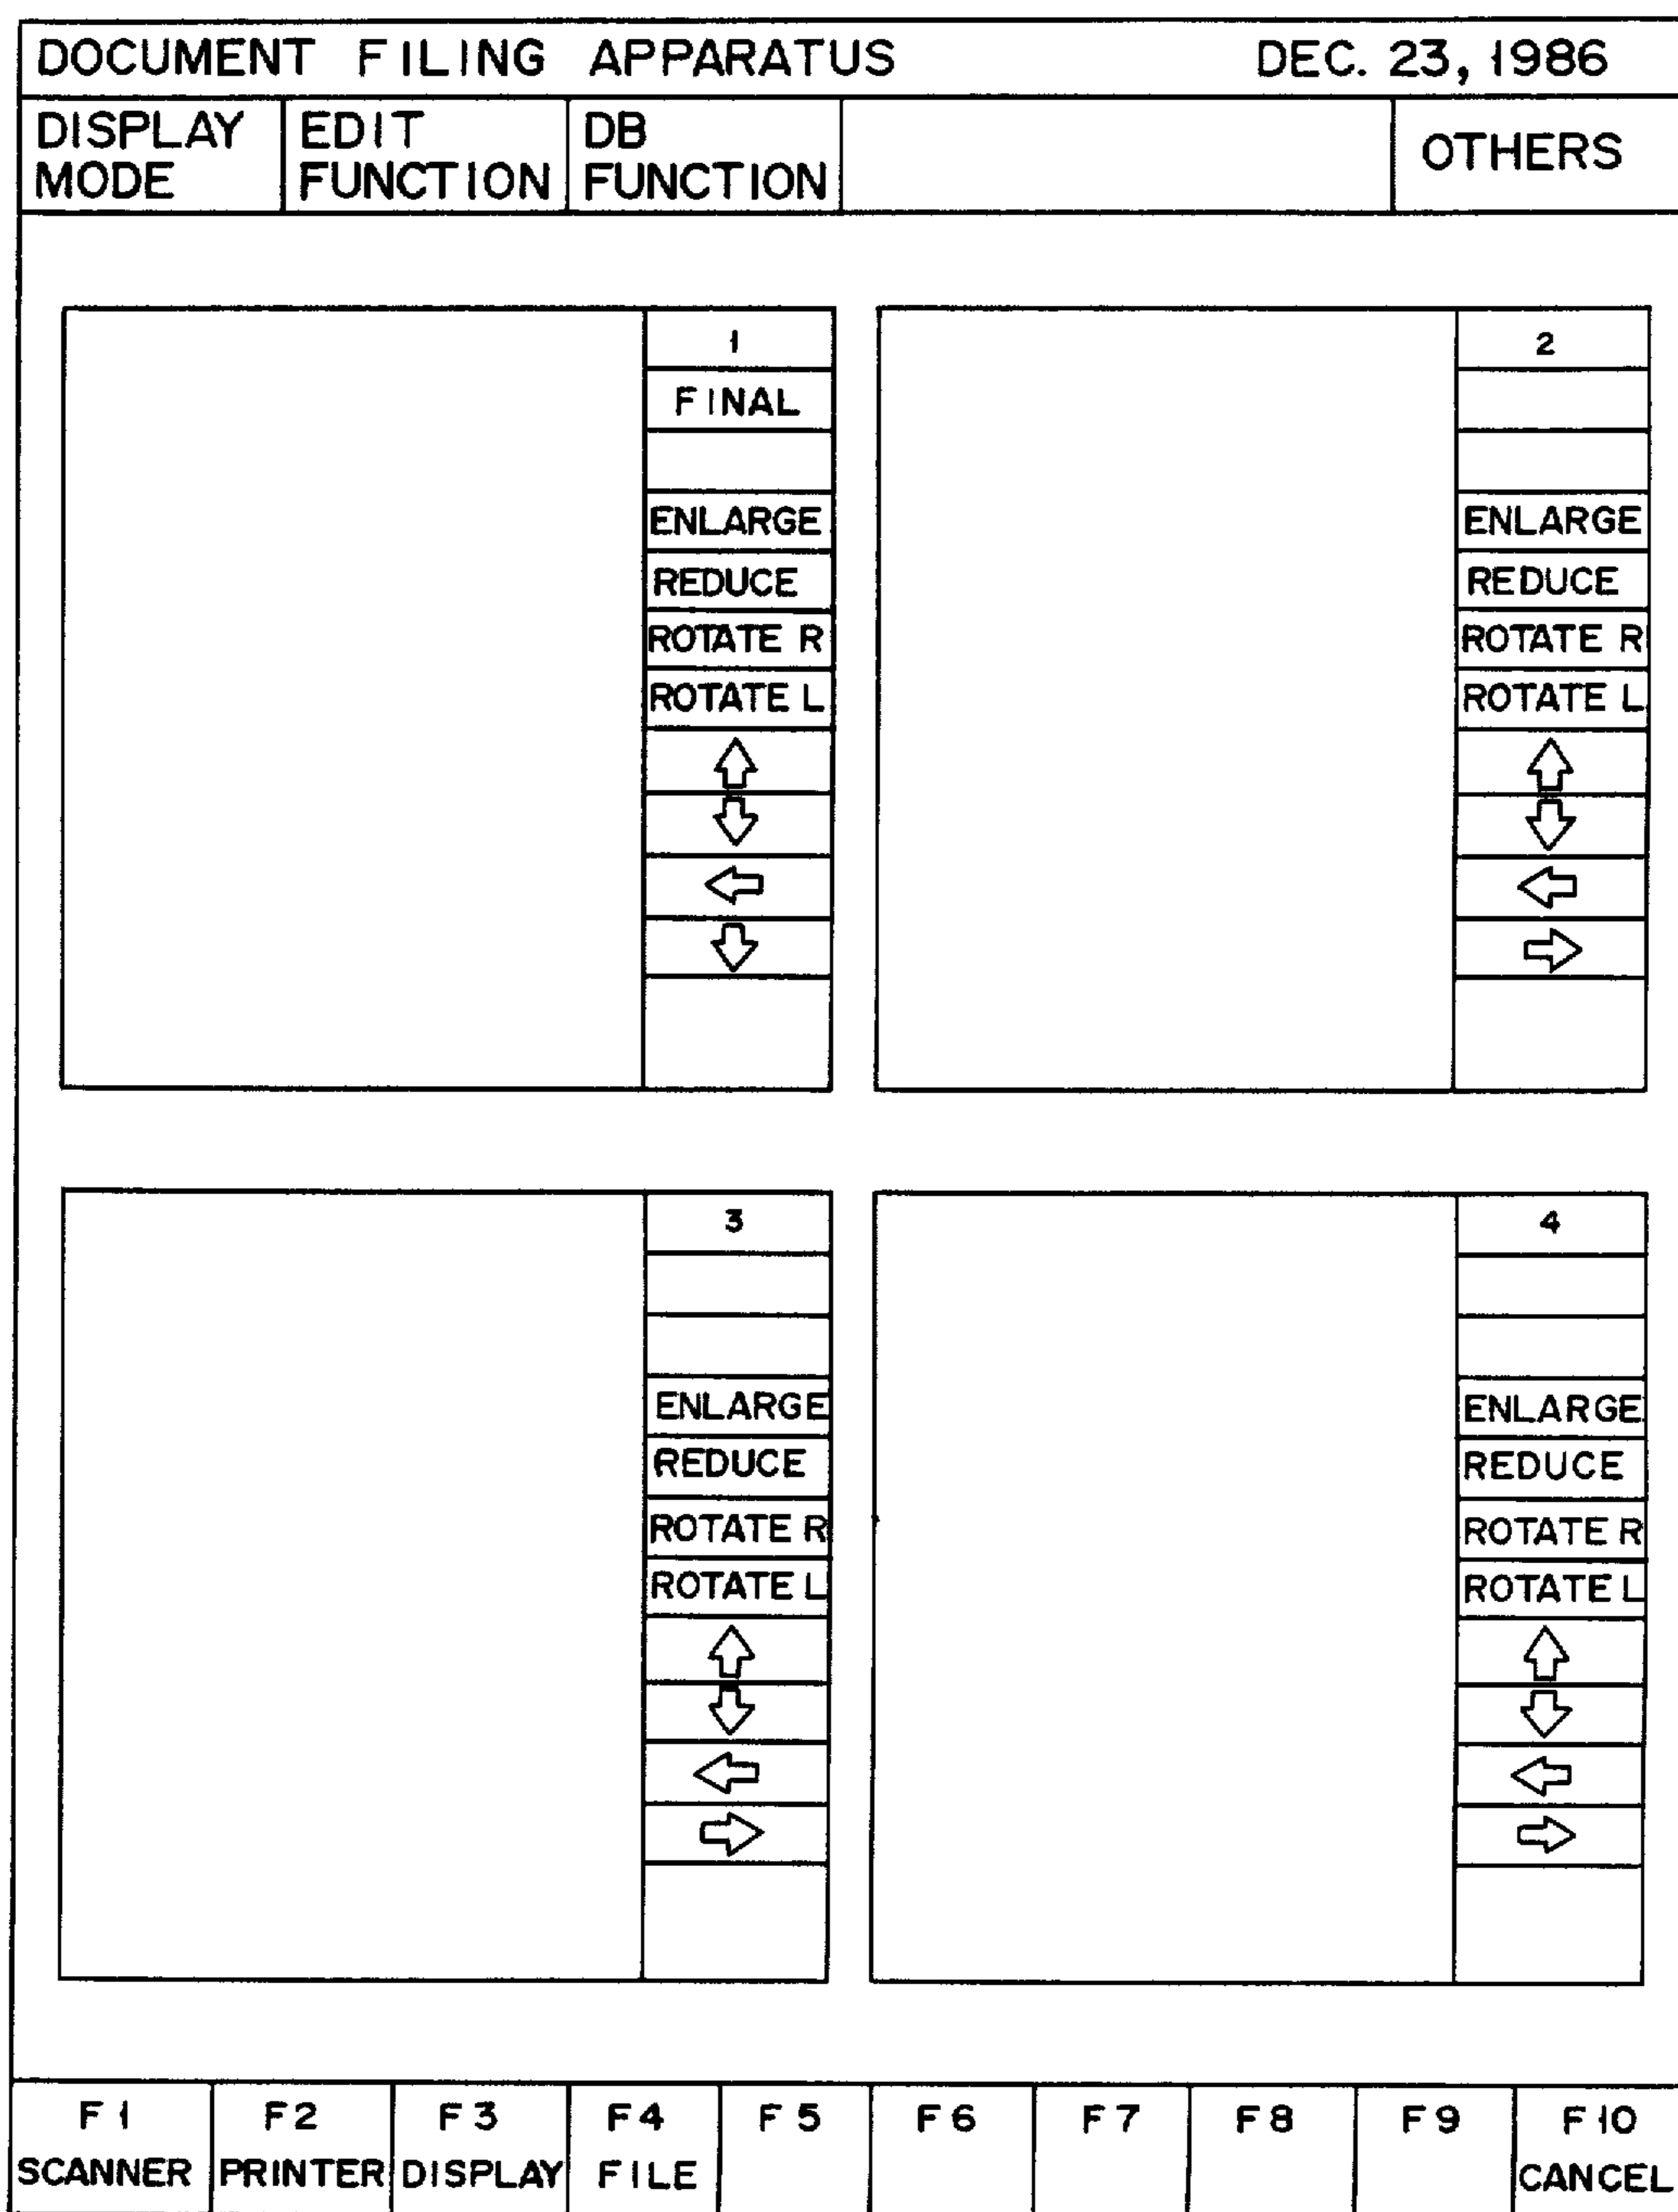 DOCUMENT FILING APPARATUS DEC. 23, 1986
DISPLAY MODE
EDIT FUNCTION
DB FUNCTION
OTHERS
1
FINAL
ENLARGE
REDUCE
ROTATE R
ROTATE L
2
ENLARGE
REDUCE
ROTATE R
ROTATE L
3
ENLARGE
REDUCE
ROTATE R
ROTATE L
4
ENLARGE
REDUCE
ROTATE R
ROTATE L
F1 F2 F3 F4 F5 F6 F7 F8 F9 F10
SCANNER PRINTER DISPLAY FILE CANCEL